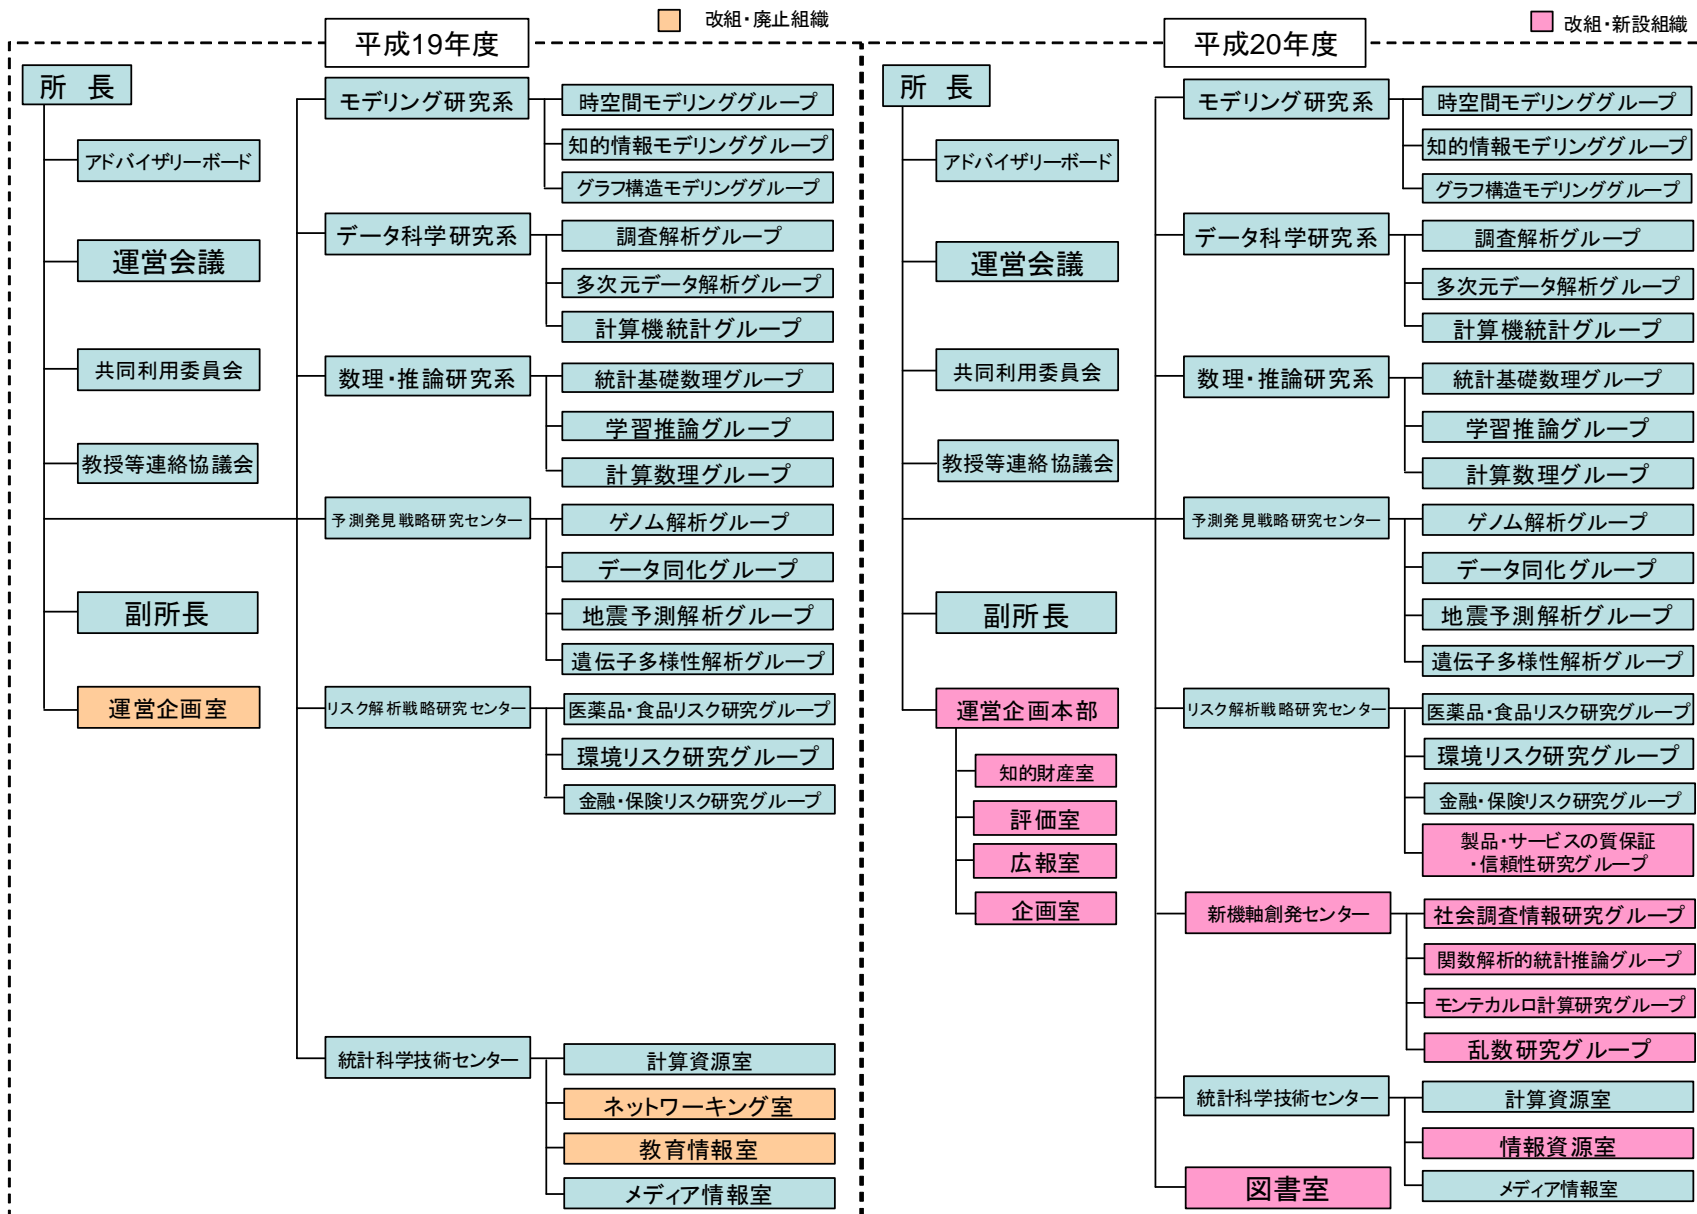 改組・廃止組織
平成19年度
所 長
アドバイザリーボード
運営会議
共同利用委員会
教授等連絡協議会
副所長
運営企画室
モデリング研究系
時空間モデリンググループ
知的情報モデリンググループ
グラフ構造モデリンググループ
データ科学研究系
調査解析グループ
多次元データ解析グループ
計算機統計グループ
数理・推論研究系
統計基礎数理グループ
学習推論グループ
計算数理グループ
予測発見戦略研究センター
ゲノム解析グループ
データ同化グループ
地震予測解析グループ
遺伝子多様性解析グループ
リスク解析戦略研究センター
医薬品・食品リスク研究グループ
環境リスク研究グループ
金融・保険リスク研究グループ
統計科学技術センター
計算資源室
ネットワーキング室
教育情報室
メディア情報室
改組・新設組織
平成20年度
所 長
アドバイザリーボード
運営会議
共同利用委員会
教授等連絡協議会
副所長
運営企画本部
知的財産室
評価室
広報室
企画室
モデリング研究系
時空間モデリンググループ
知的情報モデリンググループ
グラフ構造モデリンググループ
データ科学研究系
調査解析グループ
多次元データ解析グループ
計算機統計グループ
数理・推論研究系
統計基礎数理グループ
学習推論グループ
計算数理グループ
予測発見戦略研究センター
ゲノム解析グループ
データ同化グループ
地震予測解析グループ
遺伝子多様性解析グループ
リスク解析戦略研究センター
医薬品・食品リスク研究グループ
環境リスク研究グループ
金融・保険リスク研究グループ
製品・サービスの質保証
・信頼性研究グループ
新機軸創発センター
社会調査情報研究グループ
関数解析的統計推論グループ
モンテカルロ計算研究グループ
乱数研究グループ
統計科学技術センター
計算資源室
情報資源室
メディア情報室
図書室